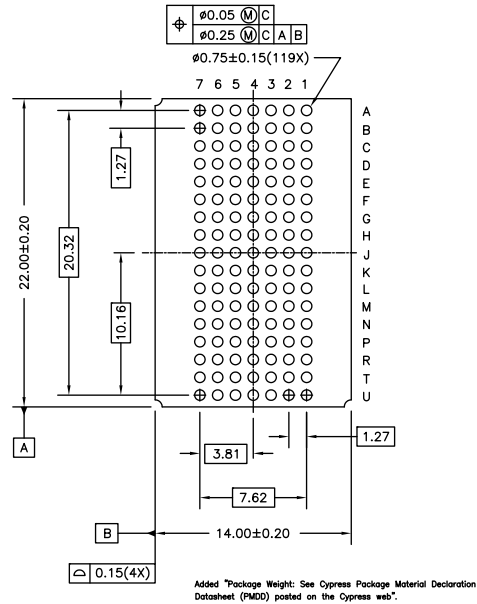 ⌖ ø0.05 Ⓜ C
ø0.25 Ⓜ C A B
ø0.75±0.15(119X)
7 6 5 4 3 2 1
A
B
C
D
E
F
G
H
J
K
L
M
N
P
R
T
U
1.27
20.32
22.00±0.20
10.16
A
3.81
1.27
7.62
B
14.00±0.20
⌓ 0.15(4X)
Added "Package Weight: See Cypress Package Material Declaration
Datasheet (PMDD) posted on the Cypress web".